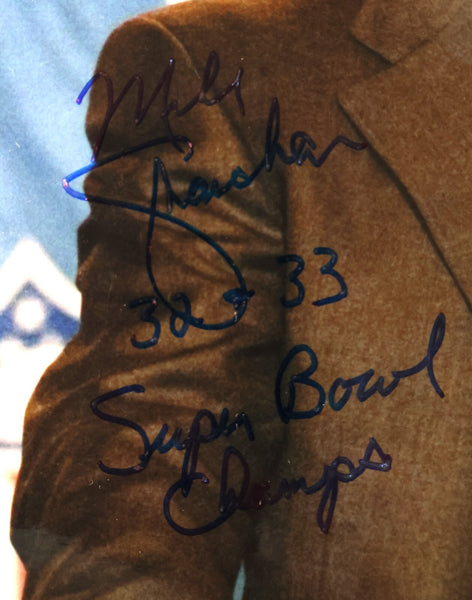 Mike
Shanahan
32 + 33
Super Bowl
Champs